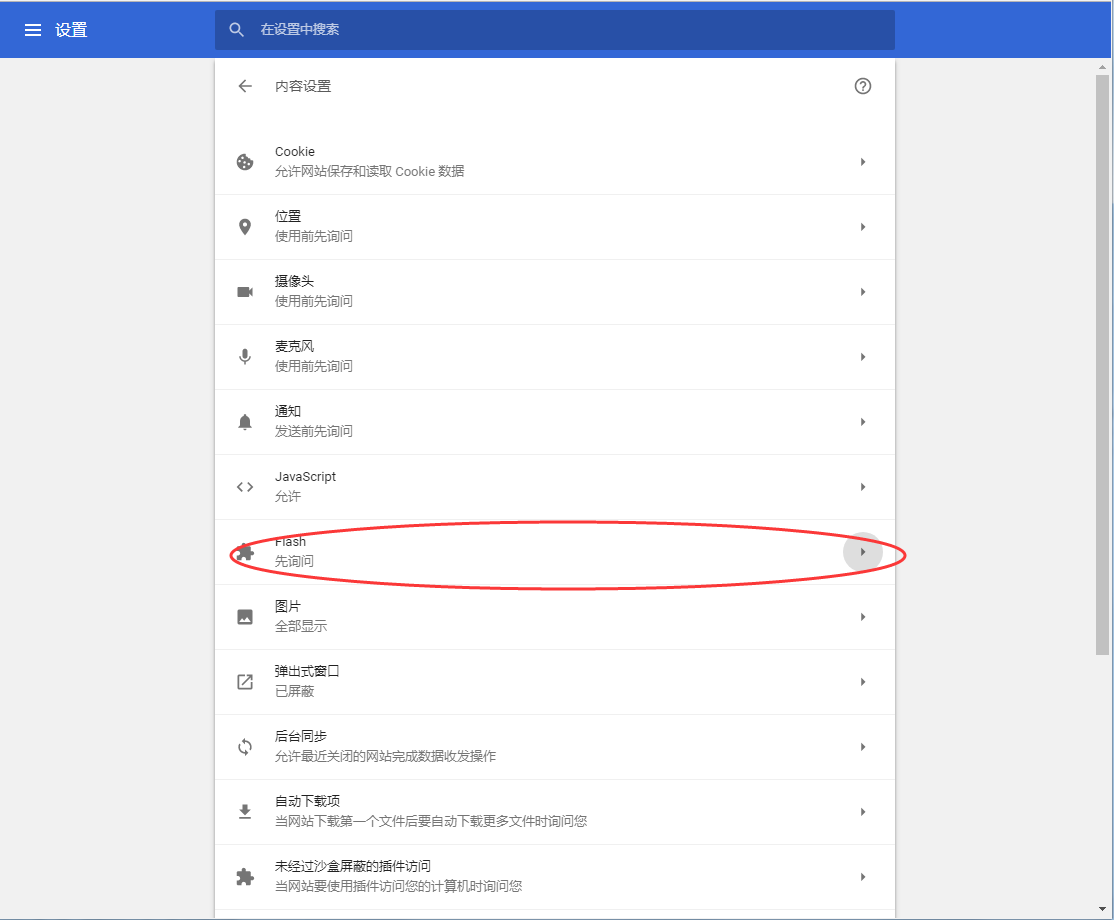 设置
在设置中搜索
内容设置
Cookie
允许网站保存和读取 Cookie 数据
位置
使用前先询问
摄像头
使用前先询问
麦克风
使用前先询问
通知
发送前先询问
JavaScript
允许
Flash
先询问
图片
全部显示
弹出式窗口
已屏蔽
后台同步
允许最近关闭的网站完成数据收发操作
自动下载项
当网站下载第一个文件后要自动下载更多文件时询问您
未经过沙盒屏蔽的插件访问
当网站要使用插件访问您的计算机时询问您